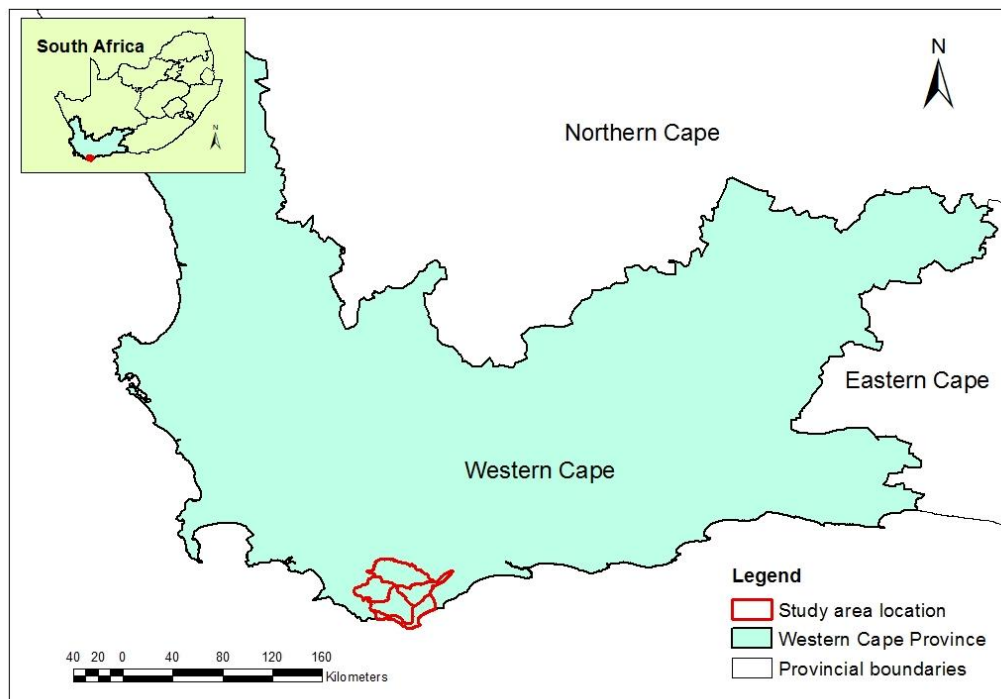 South Africa
N
N
Northern Cape
Eastern Cape
Western Cape
Legend
Study area location
Western Cape Province
Provincial boundaries
40 20 0 40 80 120 160
Kilometers